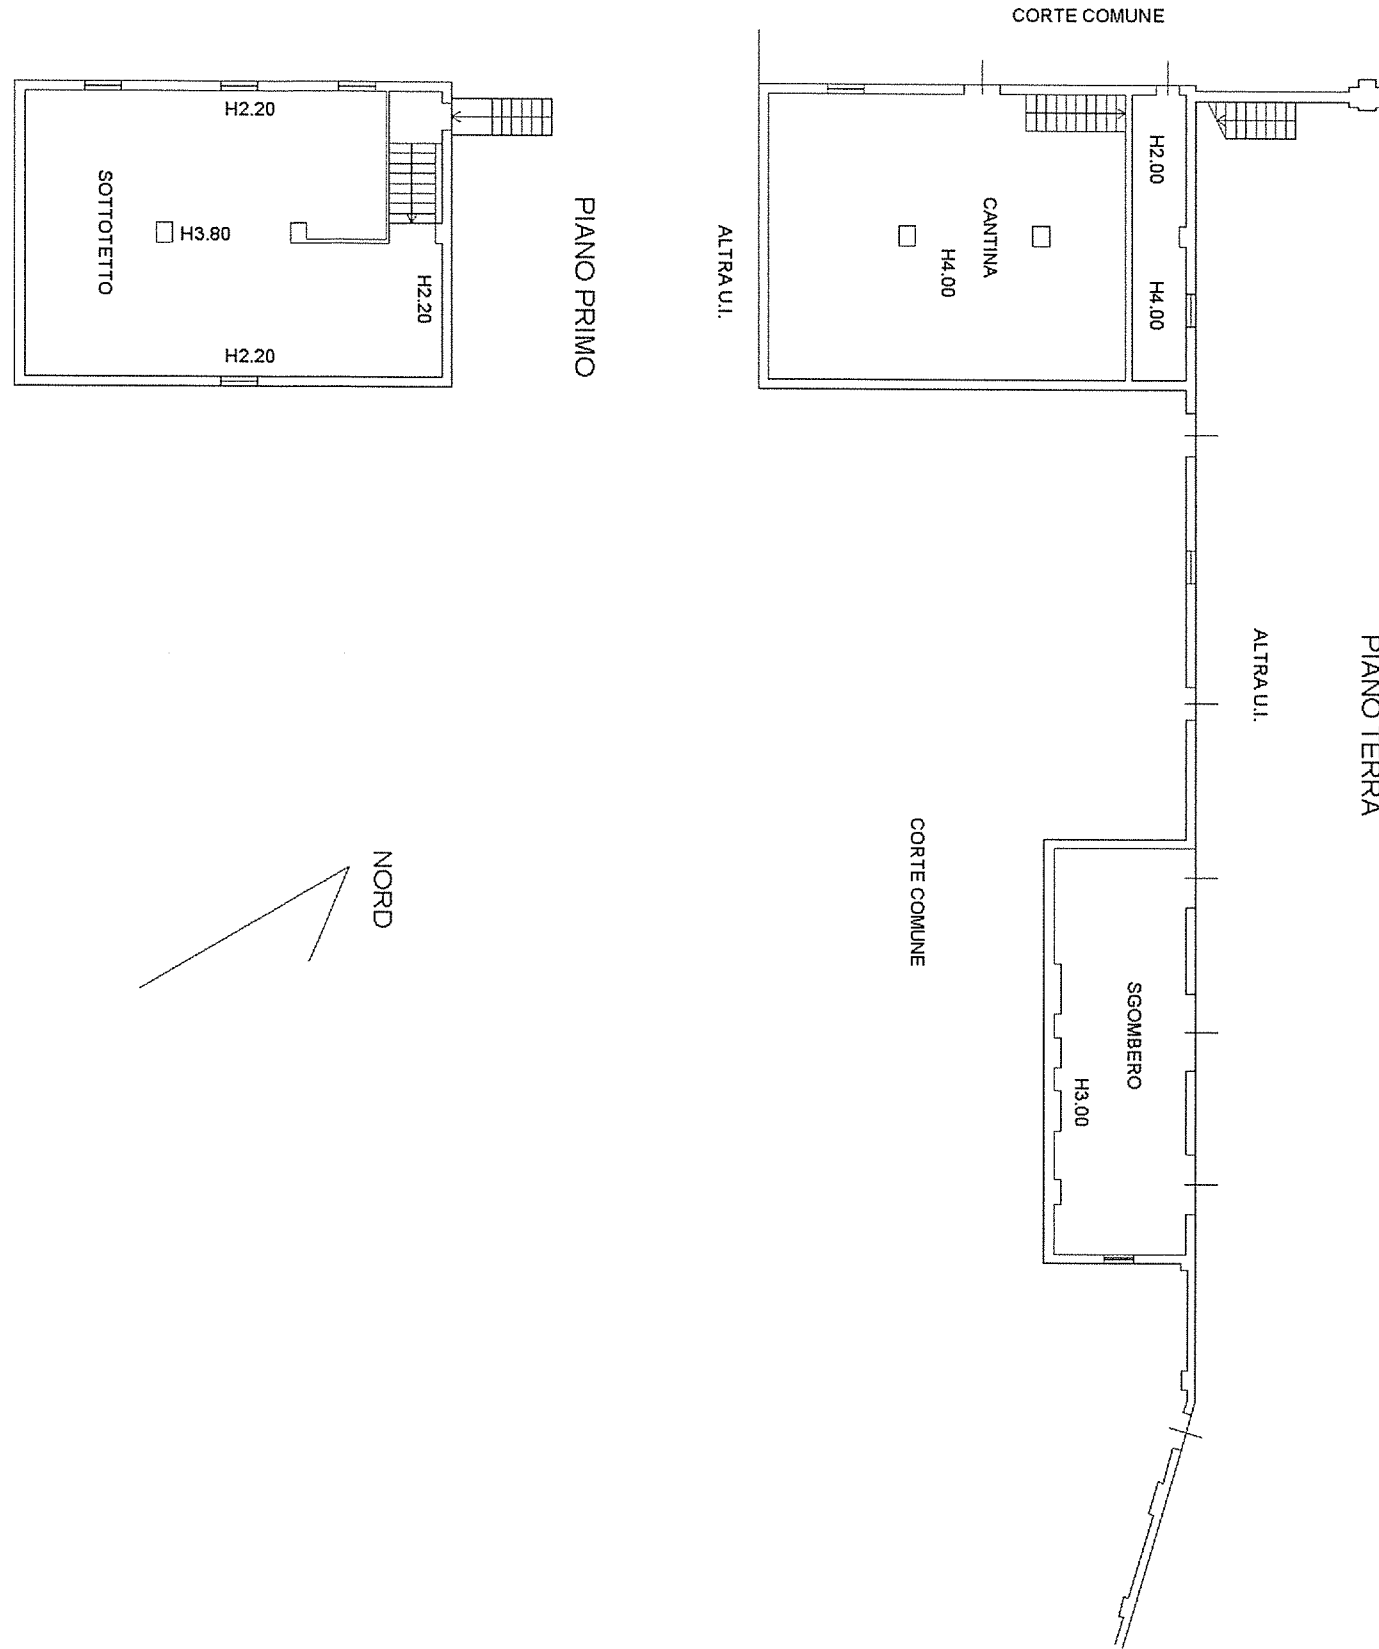 CORTE COMUNE
H2.20
SOTTOTETTO
H3.80
H2.20
H2.20
PIANO PRIMO
ALTRA U.I.
CANTINA
H4.00
H2.00
H4.00
PIANO TERRA
ALTRA U.I.
CORTE COMUNE
SGOMBERO
H3.00
NORD